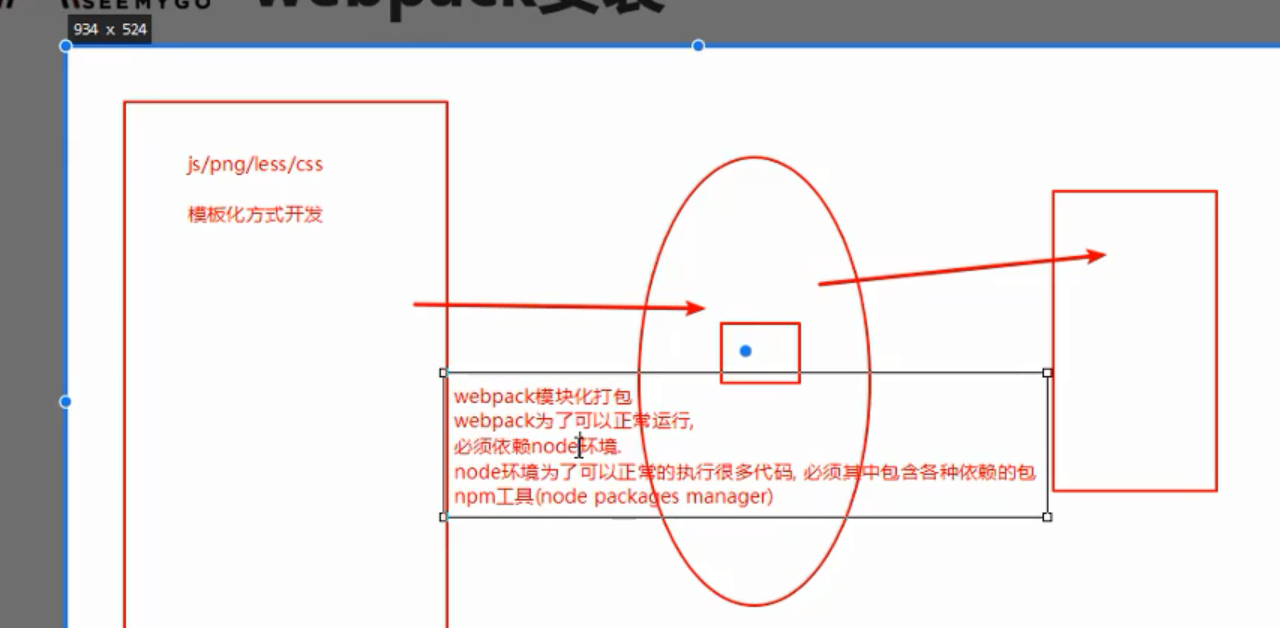 SEEMYGO
webpack安装
934 x 524
js/png/less/css
模板化方式开发
webpack模块化打包
webpack为了可以正常运行,
必须依赖node环境.
node环境为了可以正常的执行很多代码, 必须其中包含各种依赖的包
npm工具(node packages manager)